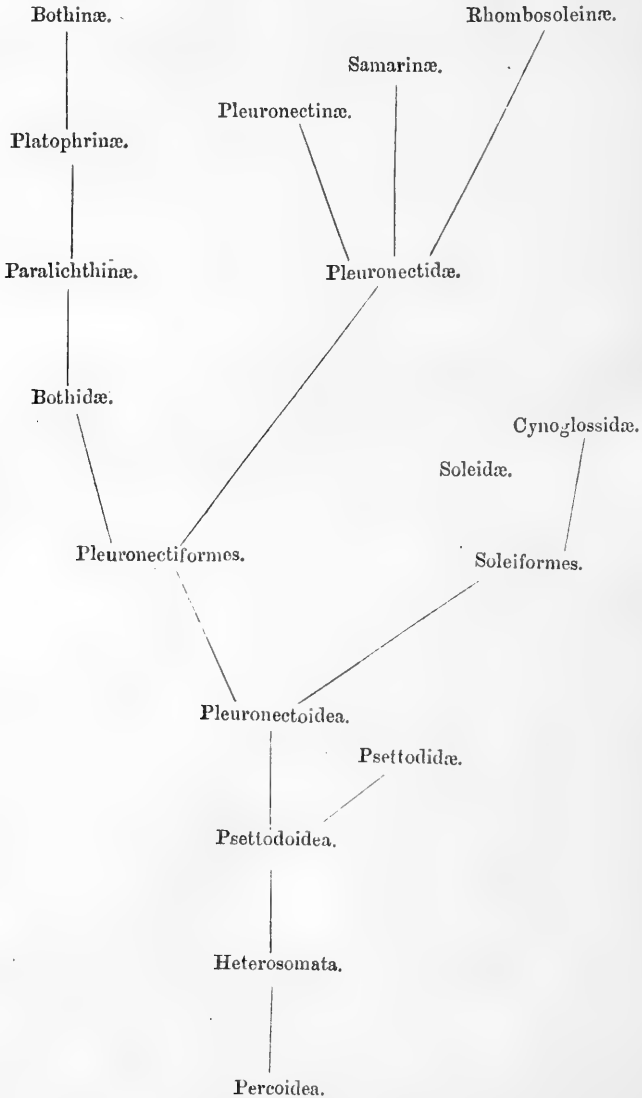 Bothinæ.
Rhombosoleinæ.
Samarinæ.
Pleuronectinæ.
Platophrinæ.
Paralichthinæ.
Pleuronectidæ.
Bothidæ.
Cynoglossidæ.
Soleidæ.
Pleuronectiformes.
Soleiformes.
Pleuronectoidea.
Psettodidæ.
Psettodoidea.
Heterosomata.
Percoidea.